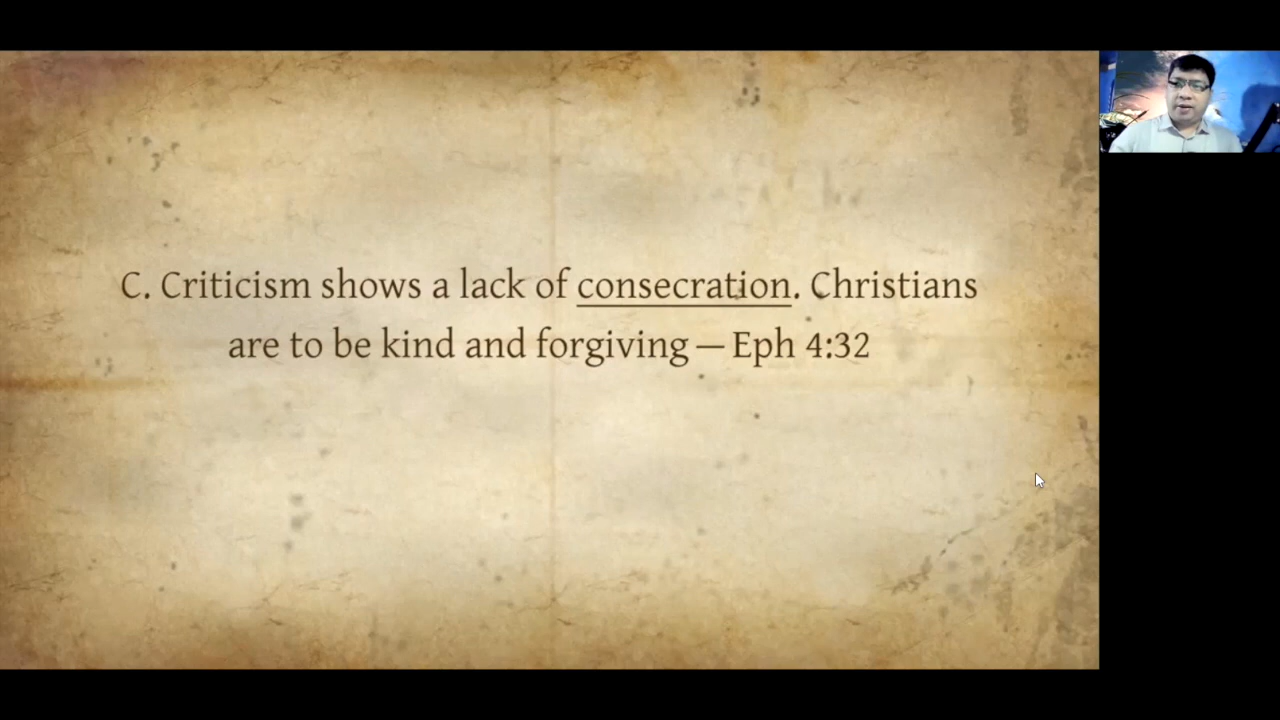 C. Criticism shows a lack of consecration. Christians
are to be kind and forgiving — Eph 4:32